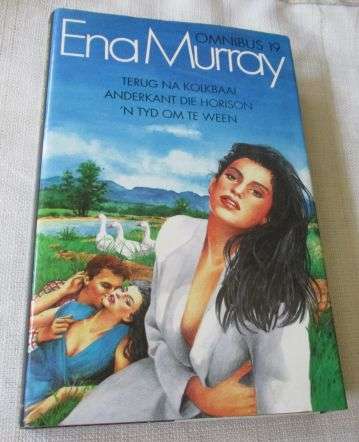 OMNIBUS 19
Ena Murray
TERUG NA KOLKBAAI
ANDERKANT DIE HORISON
'N TYD OM TE WEEN